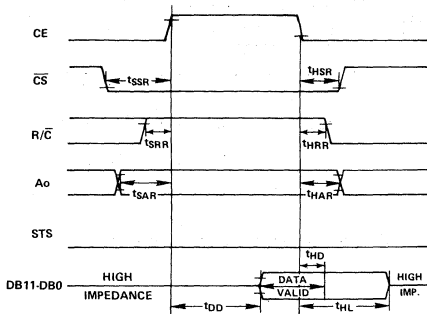 CE
C̅S̅
tSSR
tHSR
R/C̅
tSRR
tHRR
Ao
tSAR
tHAR
STS
tHD
DB11-DB0
HIGH
IMPEDANCE
DATA
VALID
HIGH
IMP.
tDD
tHL